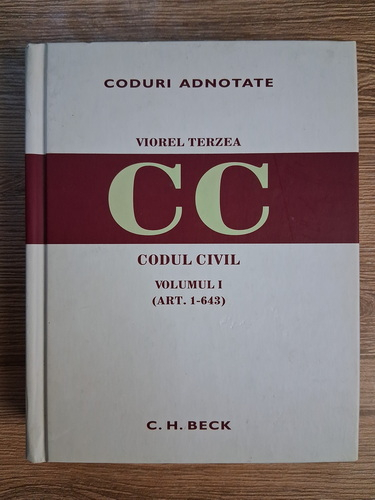 CODURI ADNOTATE
VIOREL TERZEA
CC
CODUL CIVIL
VOLUMUL I
(ART. 1-643)
C. H. BECK